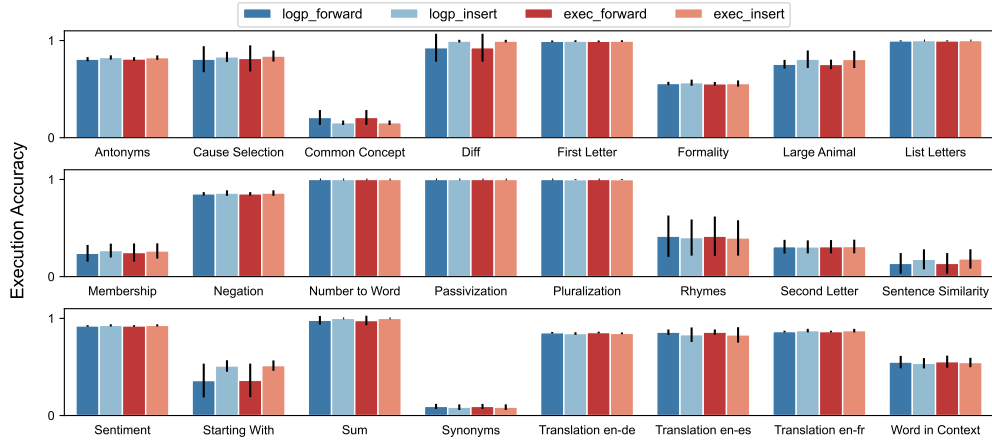 logp_forward logp_insert exec_forward exec_insert
Execution Accuracy
1
0
Antonyms Cause Selection Common Concept Diff First Letter Formality Large Animal List Letters
1
0
Membership Negation Number to Word Passivization Pluralization Rhymes Second Letter Sentence Similarity
1
0
Sentiment Starting With Sum Synonyms Translation en-de Translation en-es Translation en-fr Word in Context